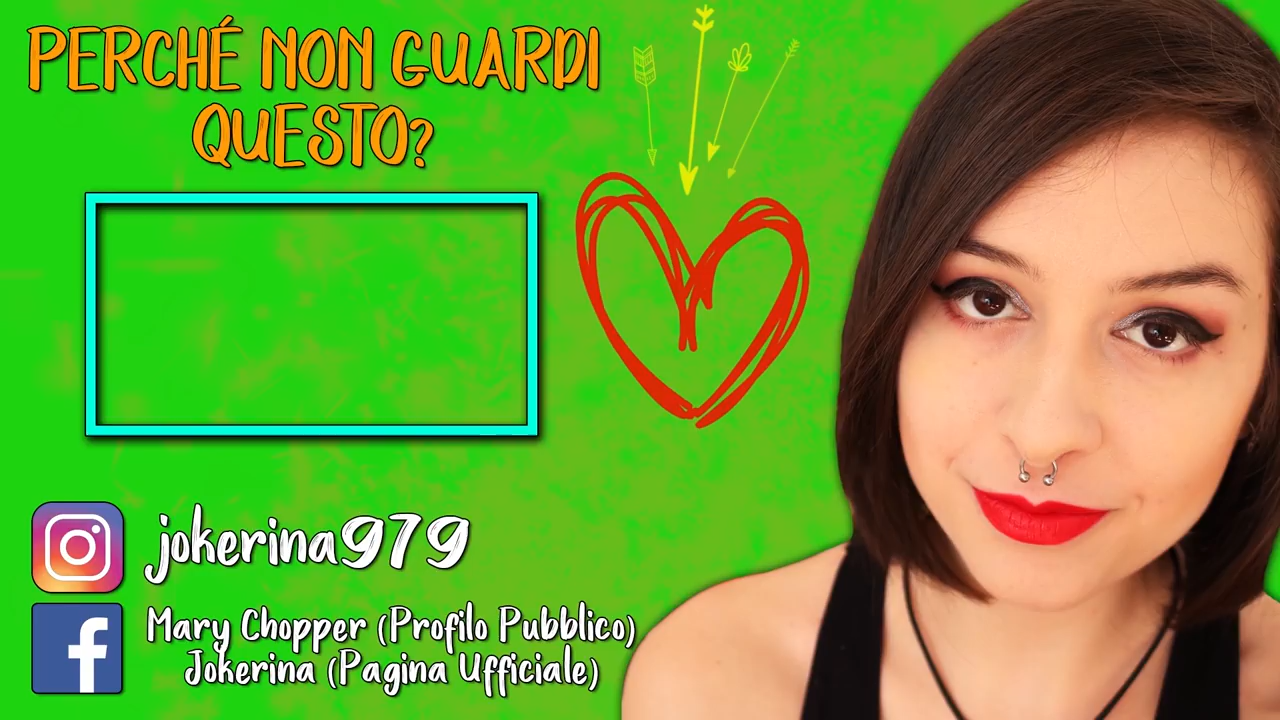 PERCHÉ NON GUARDI
QUESTO?
jokerina979
Mary Chopper (Profilo Pubblico)
Jokerina (Pagina Ufficiale)